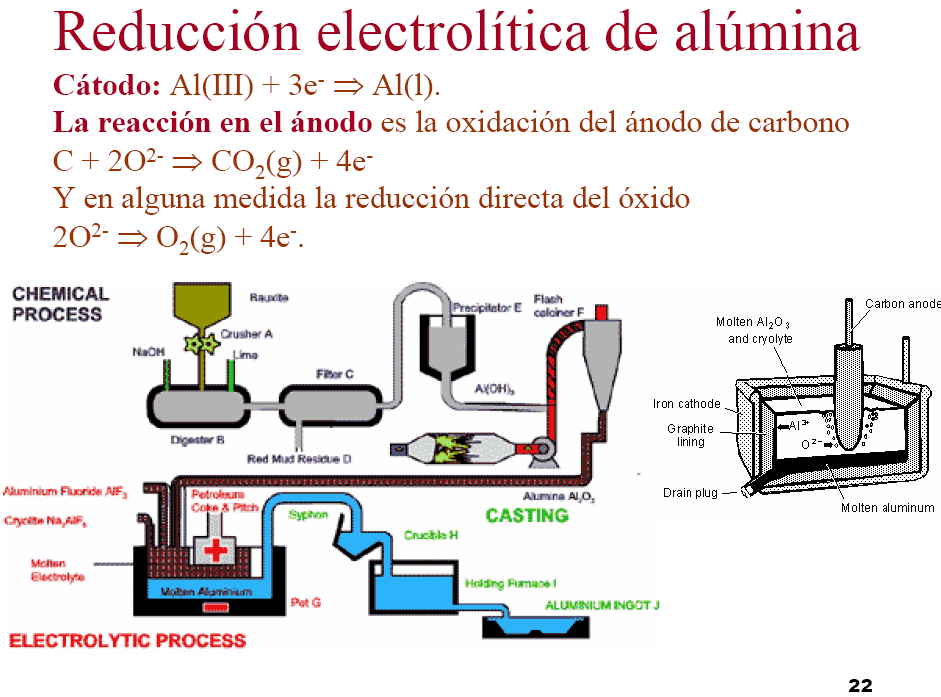 Reducción electrolítica de alúmina
Cátodo: Al(III) + 3e⁻ ⇒ Al(l).
La reacción en el ánodo es la oxidación del ánodo de carbono
C + 2O²⁻ ⇒ CO₂(g) + 4e⁻
Y en alguna medida la reducción directa del óxido
2O²⁻ ⇒ O₂(g) + 4e⁻.
CHEMICAL
PROCESS
Bauxite
Crusher A
NaOH
Lime
Digester B
Filter C
Red Mud Residue D
Precipitator E
Al(OH)₃
Flash
calciner F
Alumina Al₂O₃
CASTING
Aluminium Fluoride AlF₃
Cryolite Na₃AlF₆
Petroleum
Coke & Pitch
Molten
Electrolyte
Molten Aluminium
Pot G
Syphon
Crucible H
Holding Furnace I
ALUMINIUM INGOT J
ELECTROLYTIC PROCESS
Carbon anode
Molten Al₂O₃
and cryolyte
Iron cathode
Graphite
lining
Al³⁺
O²⁻
Drain plug
Molten aluminum
22